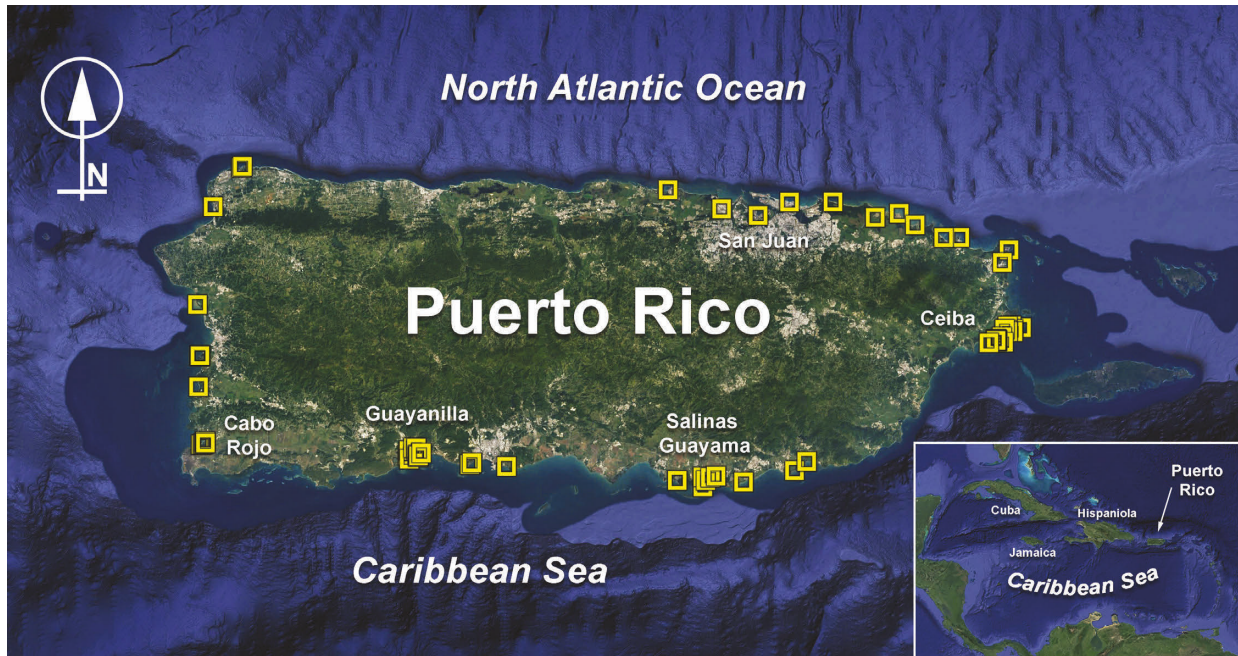 North Atlantic Ocean
N
San Juan
Puerto Rico
Ceiba
Guayanilla
Salinas
Guayama
Cabo
Rojo
Caribbean Sea
Puerto
Rico
Cuba
Hispaniola
Jamaica
Caribbean Sea